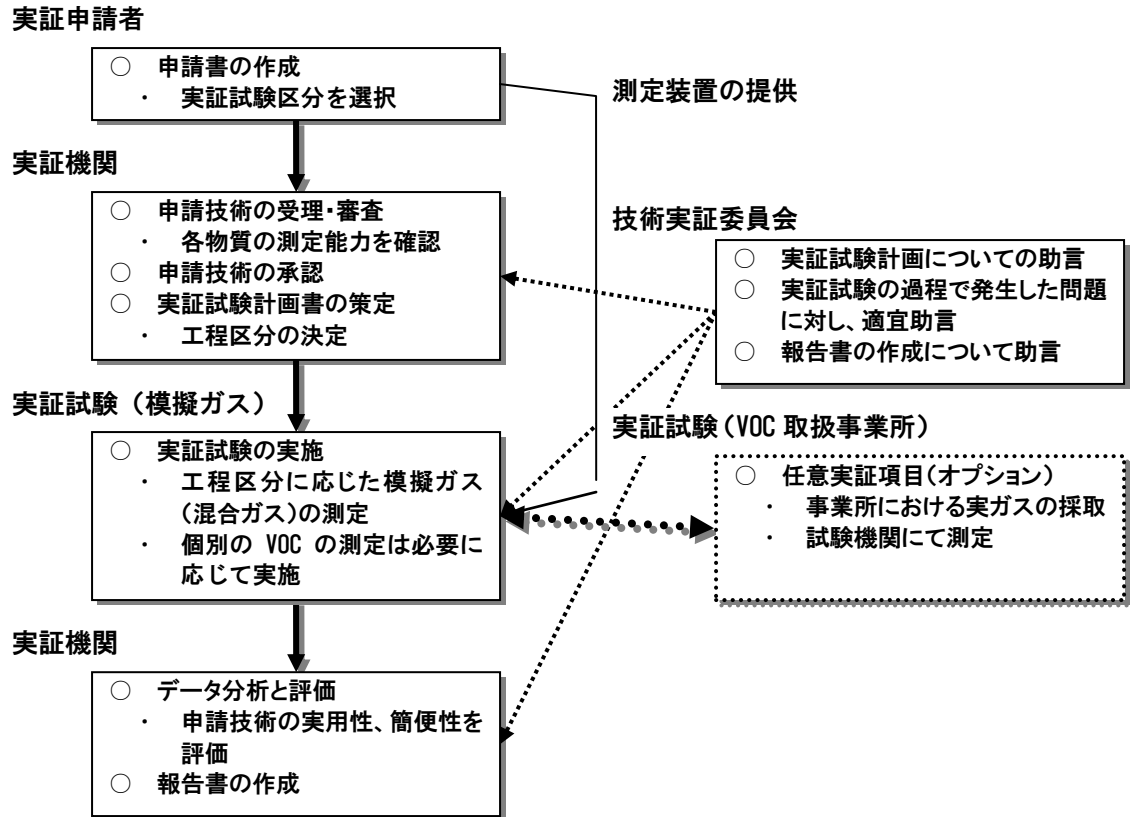 実証申請者
○ 申請書の作成
・ 実証試験区分を選択
測定装置の提供
実証機関
○ 申請技術の受理・審査
・ 各物質の測定能力を確認
○ 申請技術の承認
○ 実証試験計画書の策定
・ 工程区分の決定
技術実証委員会
○ 実証試験計画についての助言
○ 実証試験の過程で発生した問題
に対し、適宜助言
○ 報告書の作成について助言
実証試験（模擬ガス）
○ 実証試験の実施
・ 工程区分に応じた模擬ガス
（混合ガス）の測定
・ 個別の VOC の測定は必要に
応じて実施
実証試験（VOC 取扱事業所）
○ 任意実証項目（オプション）
・ 事業所における実ガスの採取
・ 試験機関にて測定
実証機関
○ データ分析と評価
・ 申請技術の実用性、簡便性を
評価
○ 報告書の作成